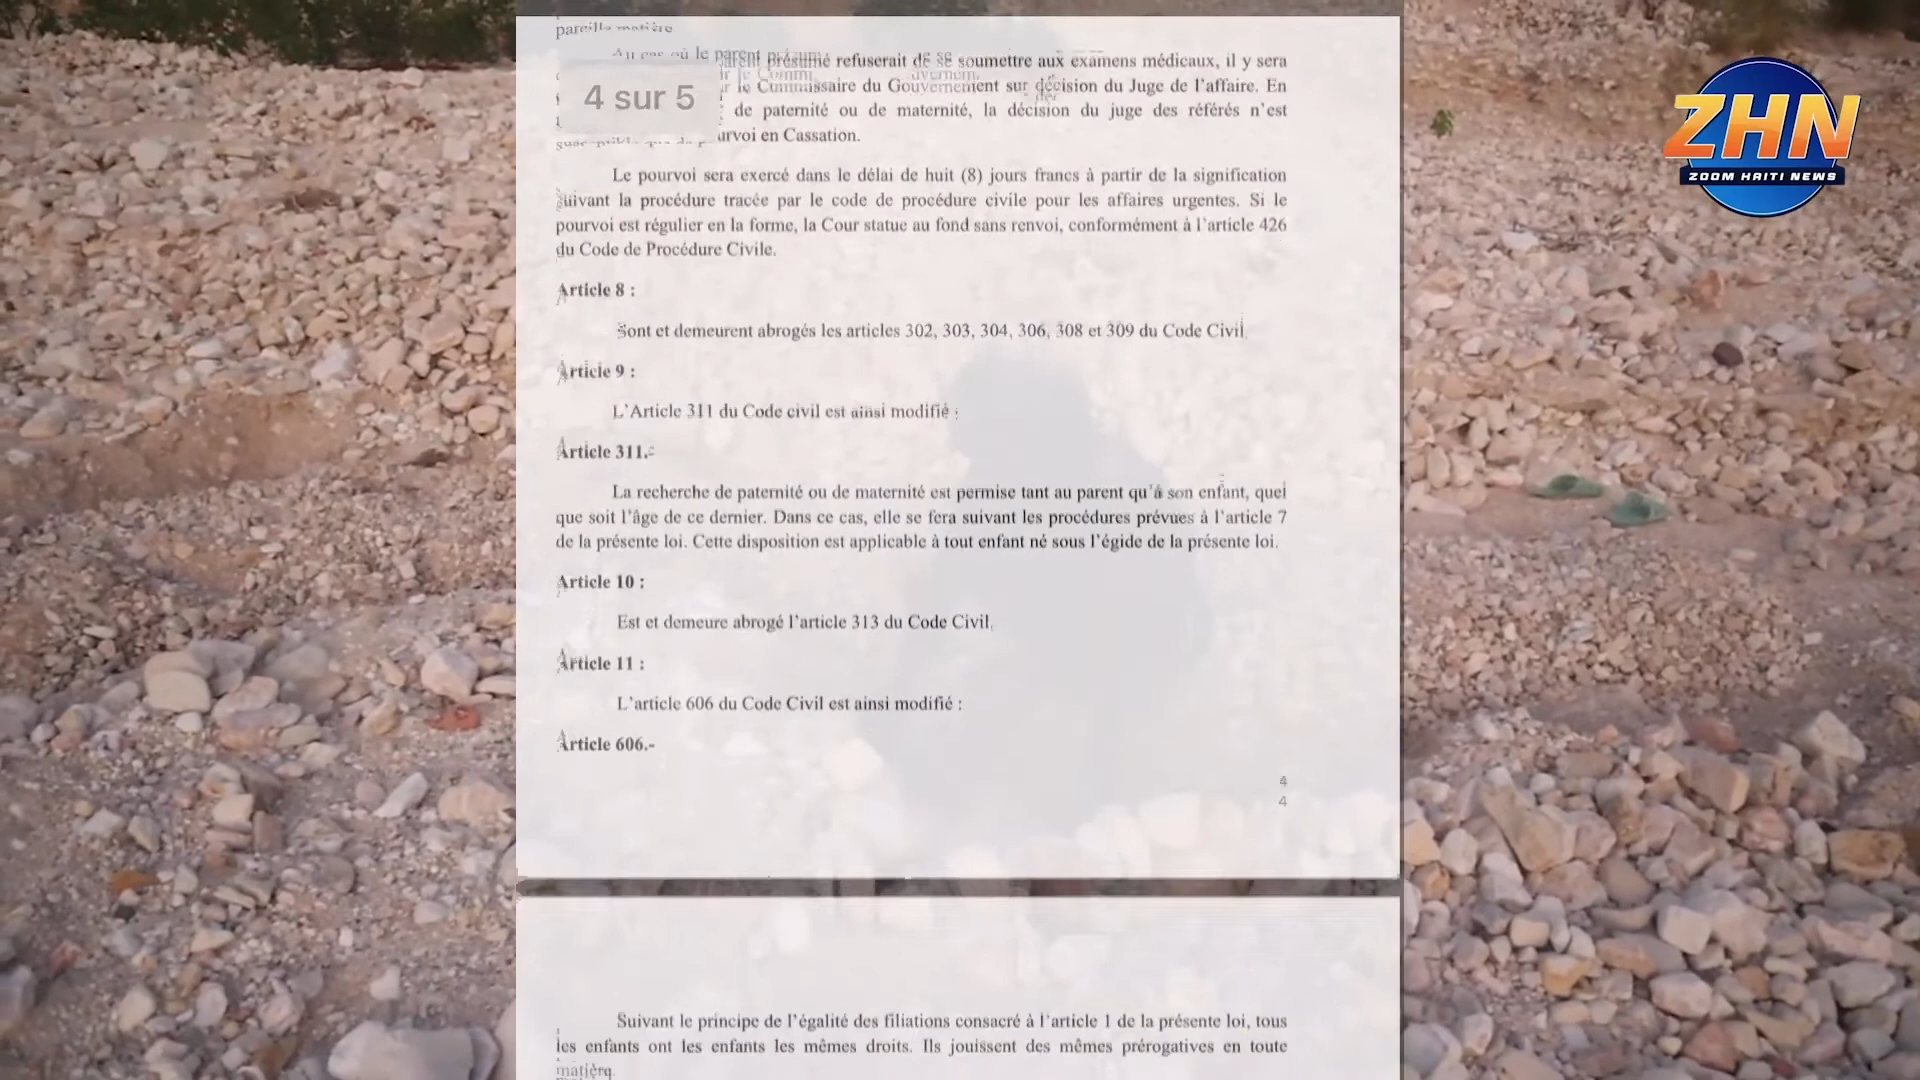 pareille matière
Au cas où le parent présumé refuserait de se soumettre aux examens médicaux, il y sera
le Commissaire du Gouvernement sur décision du Juge de l'affaire. En
4 sur 5
de paternité ou de maternité, la décision du juge des référés n'est
urvoi en Cassation.
Le pourvoi sera exercé dans le délai de huit (8) jours francs à partir de la signification
suivant la procédure tracée par le code de procédure civile pour les affaires urgentes. Si le
pourvoi est régulier en la forme, la Cour statue au fond sans renvoi, conformément à l'article 426
du Code de Procédure Civile.
Article 8 :
Sont et demeurent abrogés les articles 302, 303, 304, 306, 308 et 309 du Code Civil.
Article 9 :
L'Article 311 du Code civil est ainsi modifié :
Article 311.-
La recherche de paternité ou de maternité est permise tant au parent qu'à son enfant, quel
que soit l'âge de ce dernier. Dans ce cas, elle se fera suivant les procédures prévues à l'article 7
de la présente loi. Cette disposition est applicable à tout enfant né sous l'égide de la présente loi.
Article 10 :
Est et demeure abrogé l'article 313 du Code Civil.
Article 11 :
L'article 606 du Code Civil est ainsi modifié :
Article 606.-
4
4
Suivant le principe de l'égalité des filiations consacré à l'article 1 de la présente loi, tous
les enfants ont les enfants les mêmes droits. Ils jouissent des mêmes prérogatives en toute
matière.
ZHN
ZOOM HAITI NEWS